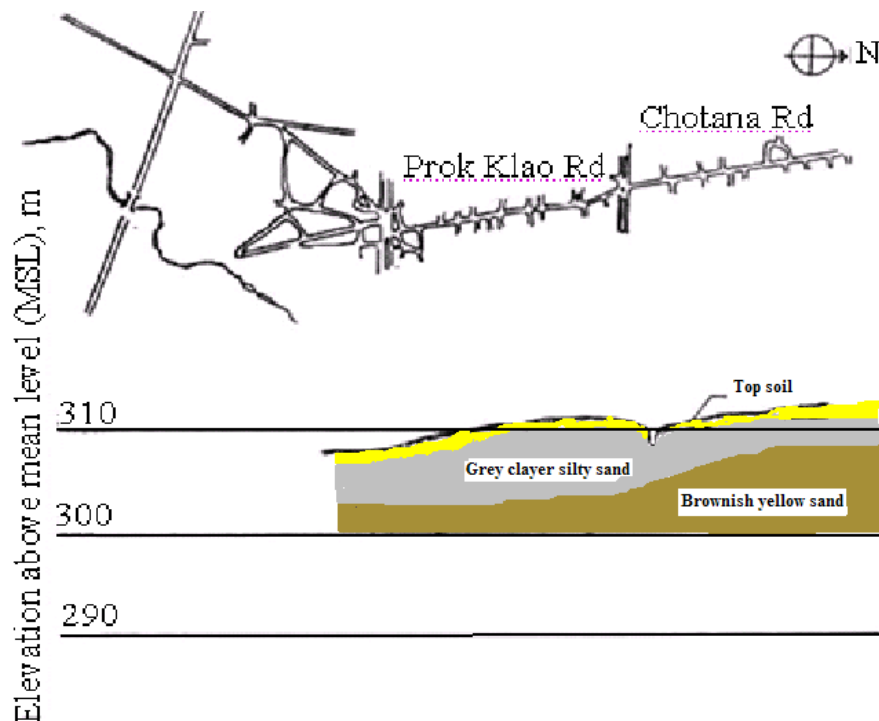 N
Chotana Rd
Prok Klao Rd
Elevation above mean level (MSL), m
Top soil
310
Grey clayer silty sand
Brownish yellow sand
300
290